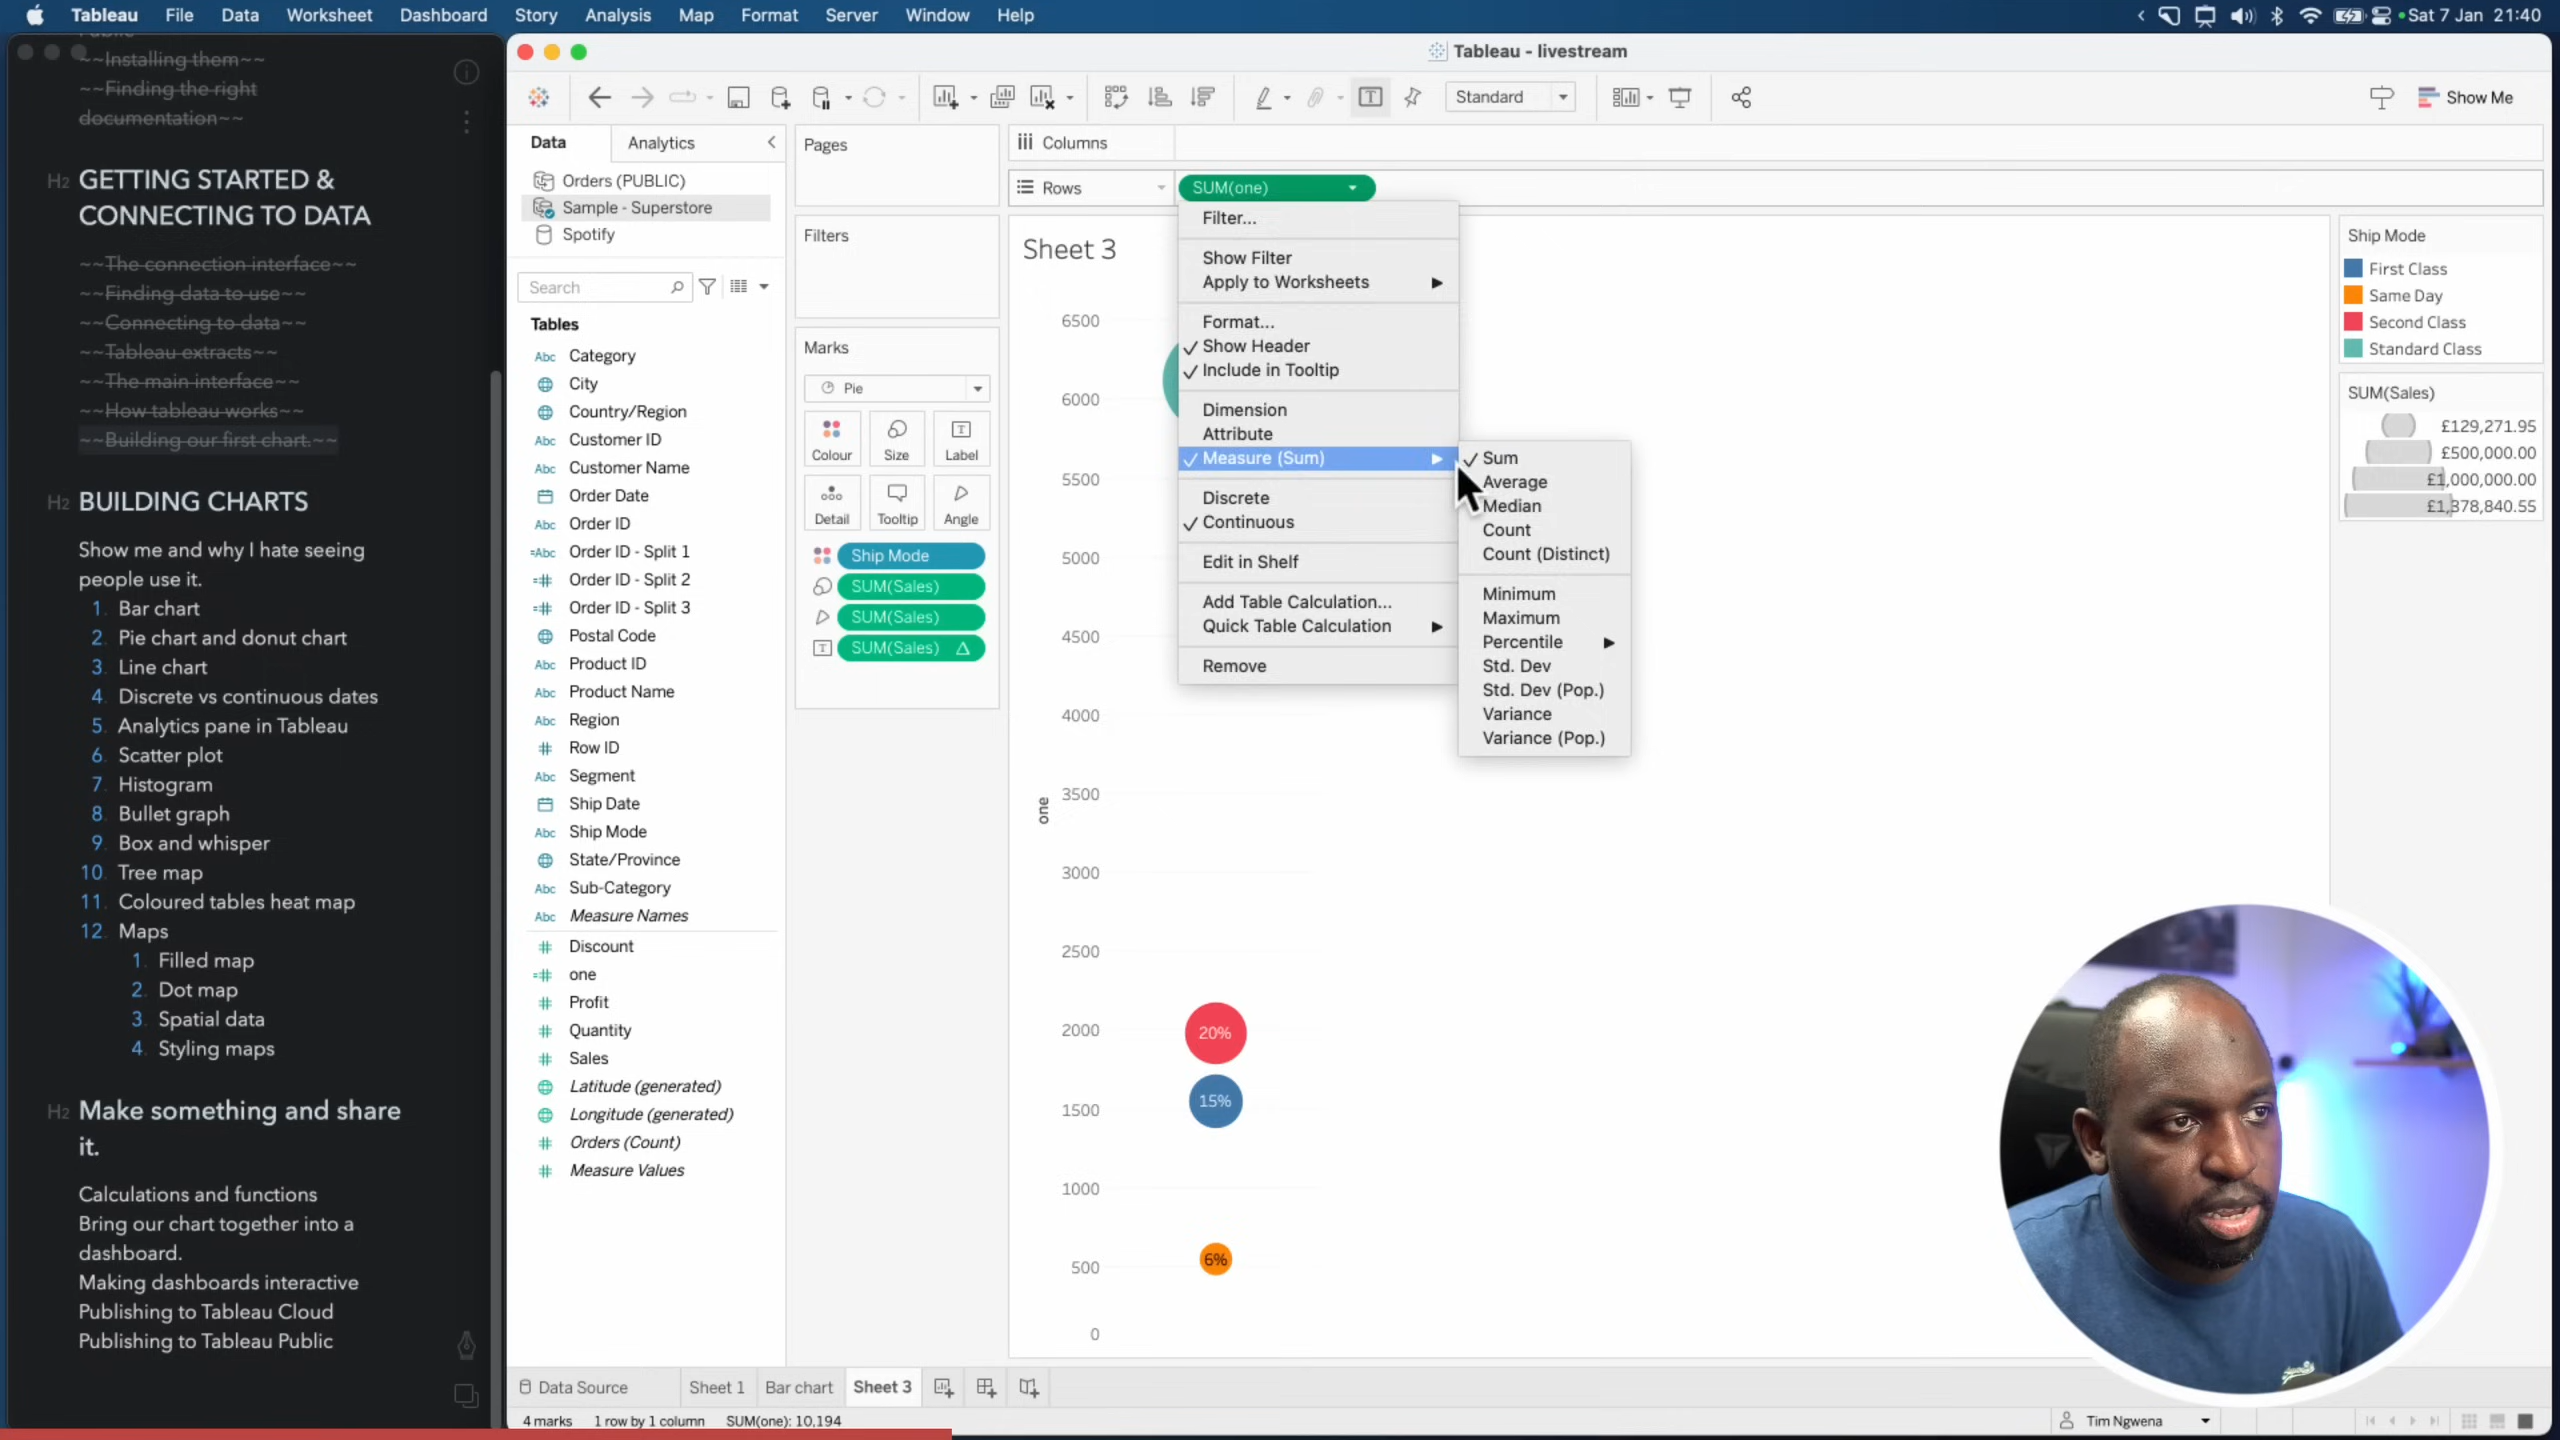 Tableau File Data Worksheet Dashboard Story Analysis Map Format Server Window Help
Sat 7 Jan 21:40
~~Installing them~~
~~Finding the right
documentation~~
H2 GETTING STARTED &
CONNECTING TO DATA
~~The connection interface~~
~~Finding data to use~~
~~Connecting to data~~
~~Tableau extracts~~
~~The main interface~~
~~How tableau works~~
~~Building our first chart.~~
H2 BUILDING CHARTS
Show me and why I hate seeing
people use it.
1. Bar chart
2. Pie chart and donut chart
3. Line chart
4. Discrete vs continuous dates
5. Analytics pane in Tableau
6. Scatter plot
7. Histogram
8. Bullet graph
9. Box and whisper
10. Tree map
11. Coloured tables heat map
12. Maps
1. Filled map
2. Dot map
3. Spatial data
4. Styling maps
H2 Make something and share
it.
Calculations and functions
Bring our chart together into a
dashboard.
Making dashboards interactive
Publishing to Tableau Cloud
Publishing to Tableau Public
Tableau - livestream
Standard
Show Me
Data Analytics
Orders (PUBLIC)
Sample - Superstore
Spotify
Search
Tables
Abc Category
City
Country/Region
Abc Customer ID
Abc Customer Name
Order Date
Abc Order ID
=Abc Order ID - Split 1
=# Order ID - Split 2
=# Order ID - Split 3
Postal Code
Abc Product ID
Abc Product Name
Abc Region
# Row ID
Abc Segment
Ship Date
Abc Ship Mode
State/Province
Abc Sub-Category
Abc Measure Names
# Discount
=# one
# Profit
# Quantity
# Sales
Latitude (generated)
Longitude (generated)
# Orders (Count)
# Measure Values
Pages
Filters
Marks
Pie
Colour Size Label
Detail Tooltip Angle
Ship Mode
SUM(Sales)
SUM(Sales)
SUM(Sales)
Columns
Rows
SUM(one)
Sheet 3
one
6500
6000
5500
5000
4500
4000
3500
3000
2500
2000
1500
1000
500
0
20%
15%
6%
Filter...
Show Filter
Apply to Worksheets
Format...
Show Header
Include in Tooltip
Dimension
Attribute
Measure (Sum)
Discrete
Continuous
Edit in Shelf
Add Table Calculation...
Quick Table Calculation
Remove
Sum
Average
Median
Count
Count (Distinct)
Minimum
Maximum
Percentile
Std. Dev
Std. Dev (Pop.)
Variance
Variance (Pop.)
Ship Mode
First Class
Same Day
Second Class
Standard Class
SUM(Sales)
£129,271.95
£500,000.00
£1,000,000.00
£1,378,840.55
Data Source Sheet 1 Bar chart Sheet 3
4 marks 1 row by 1 column SUM(one): 10,194
Tim Ngwena